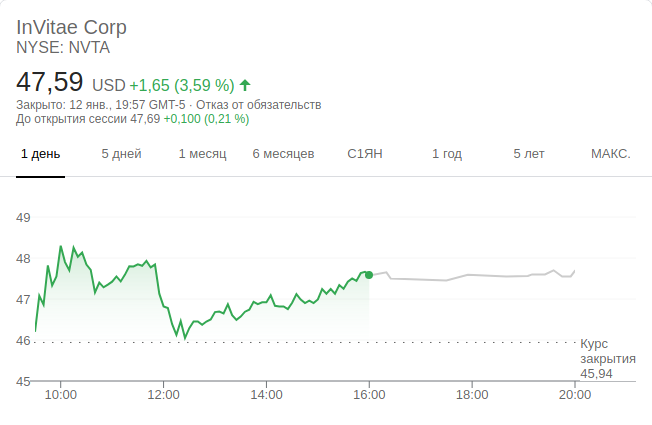 InVitae Corp
NYSE: NVTA
47,59 USD +1,65 (3,59 %)
Закрыто: 12 янв., 19:57 GMT-5 · Отказ от обязательств
До открытия сессии 47,69 +0,100 (0,21 %)
1 день 5 дней 1 месяц 6 месяцев С1ЯН 1 год 5 лет МАКС.
49
48
47
46
Курс
закрытия
45,94
45
10:00 12:00 14:00 16:00 18:00 20:00